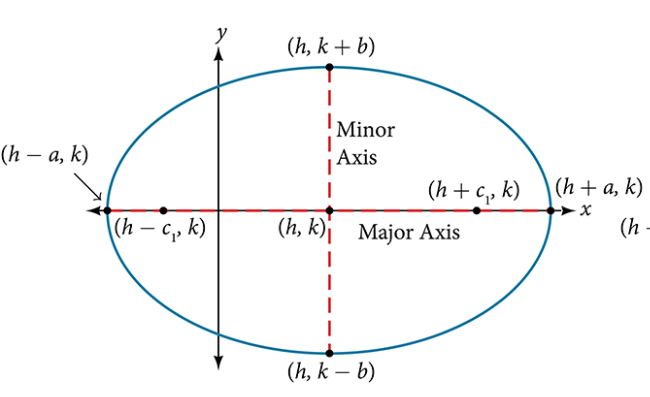 y
(h, k + b)
Minor
Axis
(h − a, k)
(h + c₁, k)
(h + a, k)
x
(h − c₁, k)
(h, k)
Major Axis
(h -
(h, k − b)